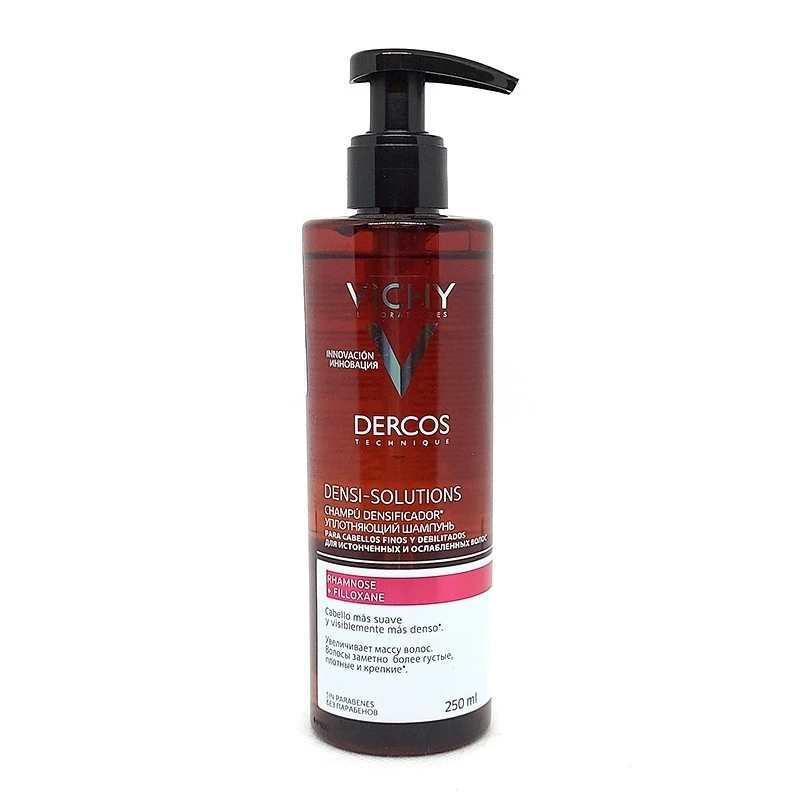 VICHY
LABORATOIRES
INNOVACIÓN
ИННОВАЦИЯ
DERCOS
TECHNIQUE
DENSI-SOLUTIONS
CHAMPÚ DENSIFICADOR*
УПЛОТНЯЮЩИЙ ШАМПУНЬ
PARA CABELLOS FINOS Y DEBILITADOS
ДЛЯ ИСТОНЧЕННЫХ И ОСЛАБЛЕННЫХ ВОЛОС
RHAMNOSE
+ FILLOXANE
Cabello más suave
y visiblemente más denso*.
Увеличивает массу волос.
Волосы заметно более густые,
плотные и крепкие*.
SIN PARABENES
БЕЗ ПАРАБЕНОВ
250 ml